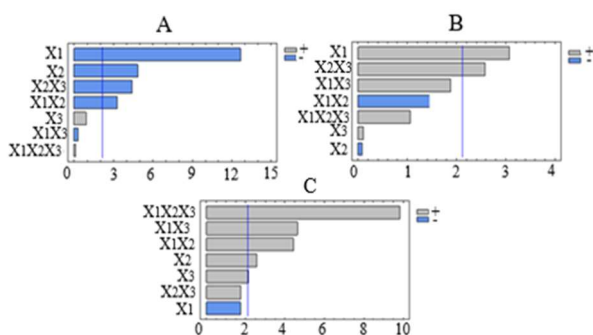 A
X1
X2
X2X3
X1X2
X3
X1X3
X1X2X3
0 3 6 9 12 15
+
-
B
X1
X2X3
X1X3
X1X2
X1X2X3
X3
X2
0 1 2 3 4
+
-
C
X1X2X3
X1X3
X1X2
X2
X3
X2X3
X1
0 2 4 6 8 10
+
-